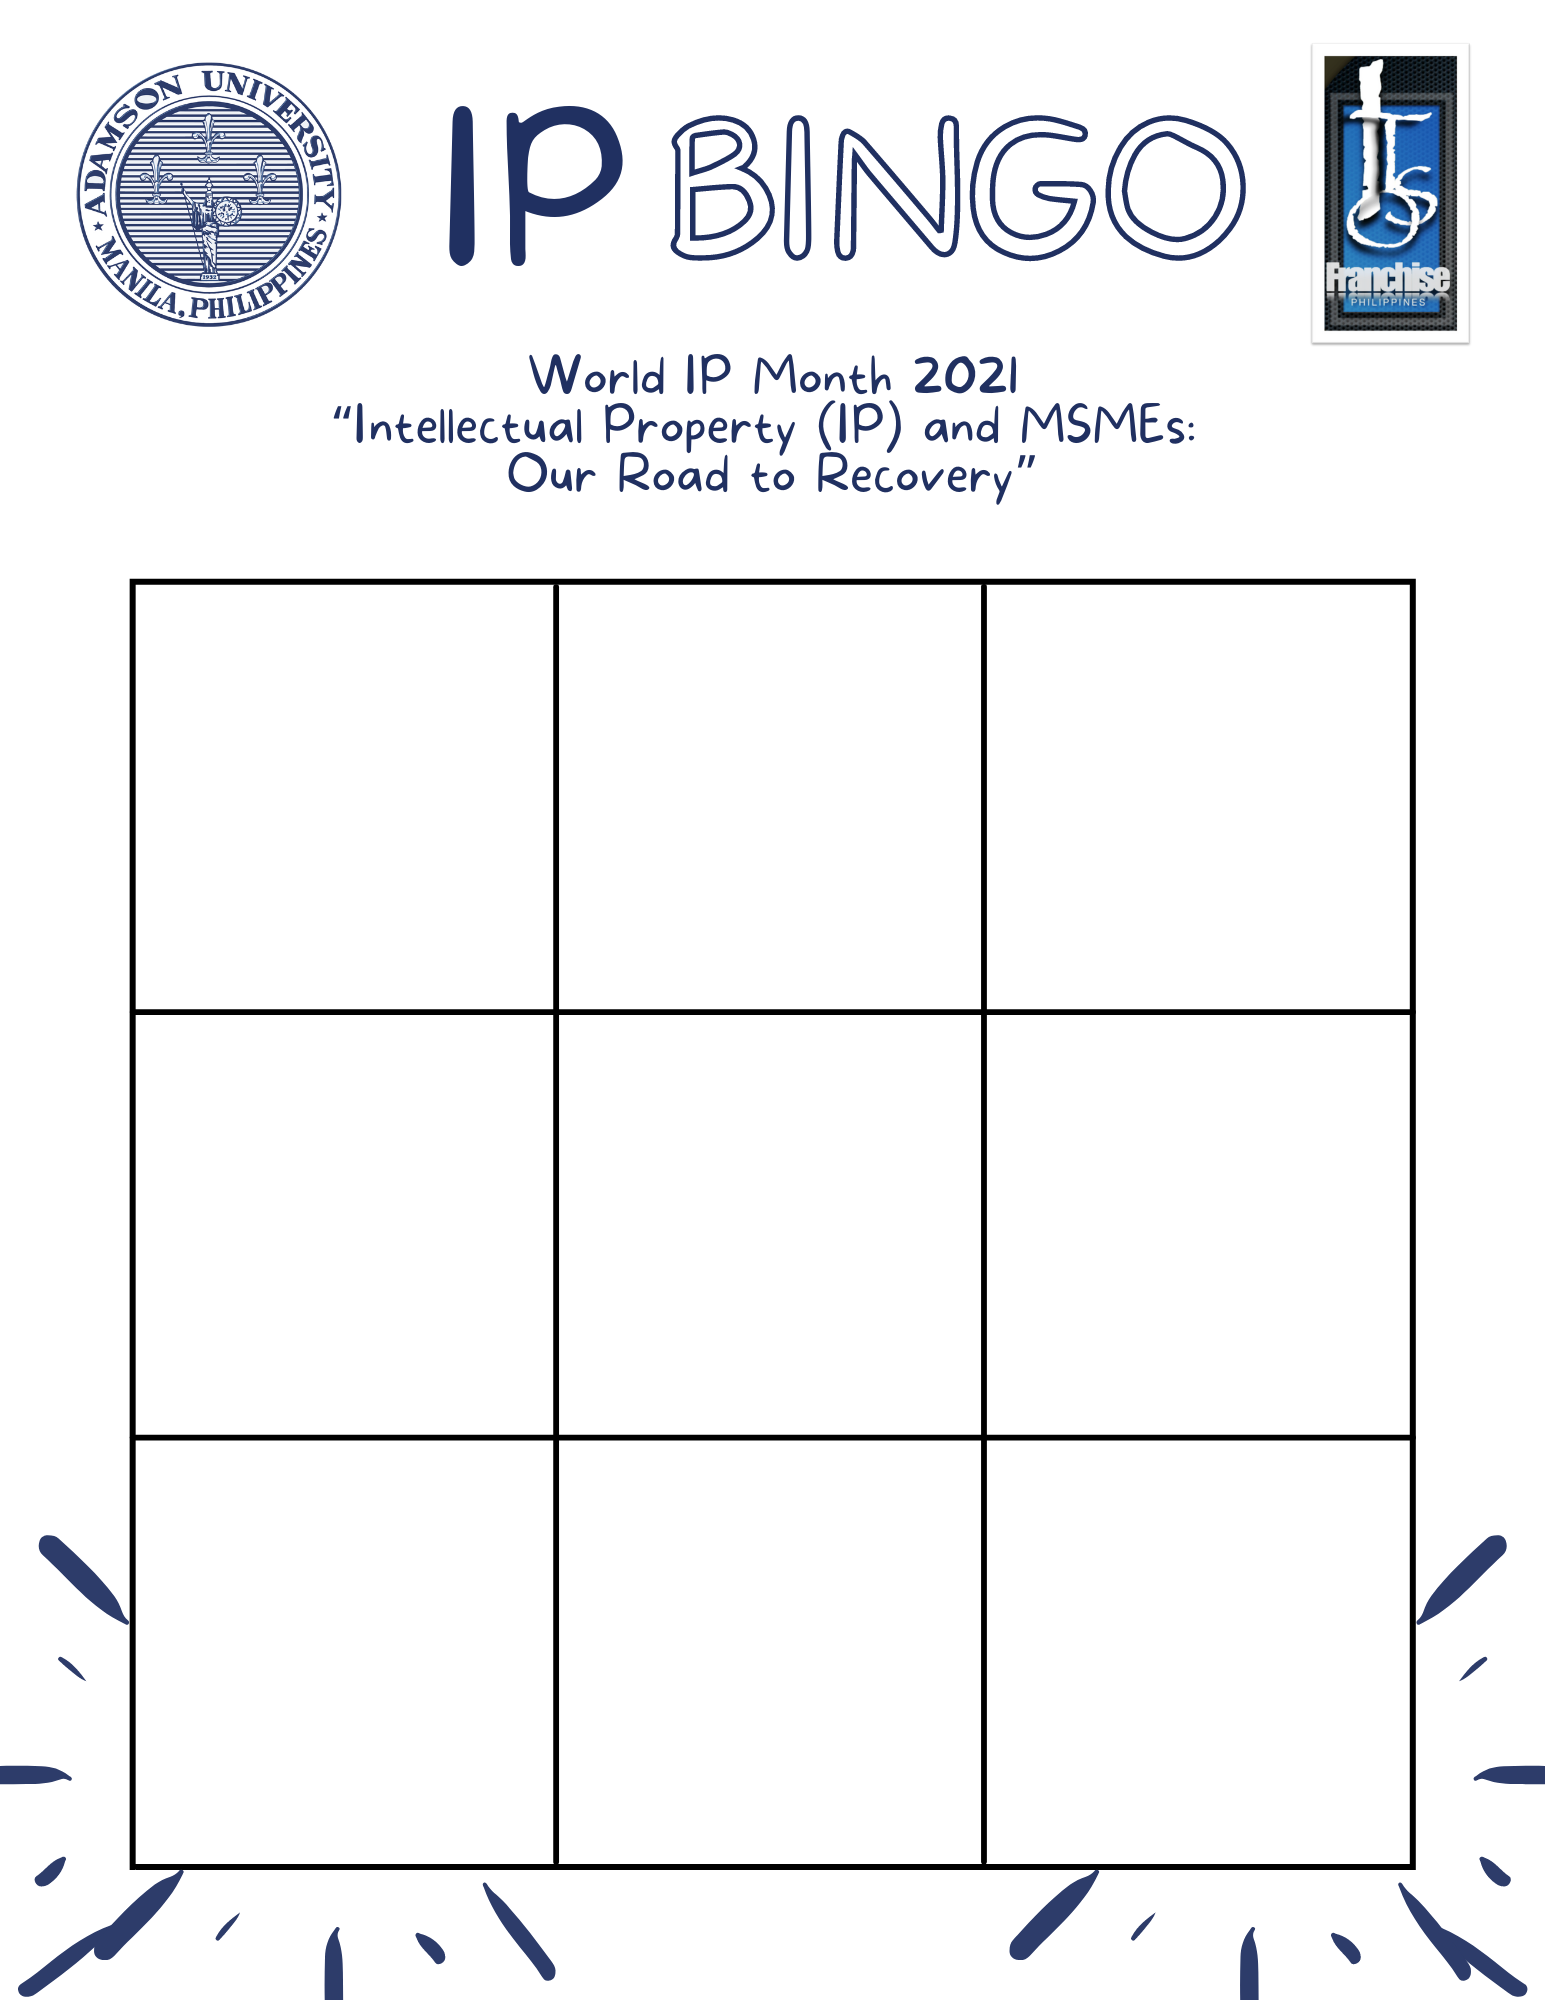 ADAMSON UNIVERSITY
MANILA, PHILIPPINES
1932
IP BINGO
Franchise
PHILIPPINES
World IP Month 2021
“Intellectual Property (IP) and MSMEs:
Our Road to Recovery”